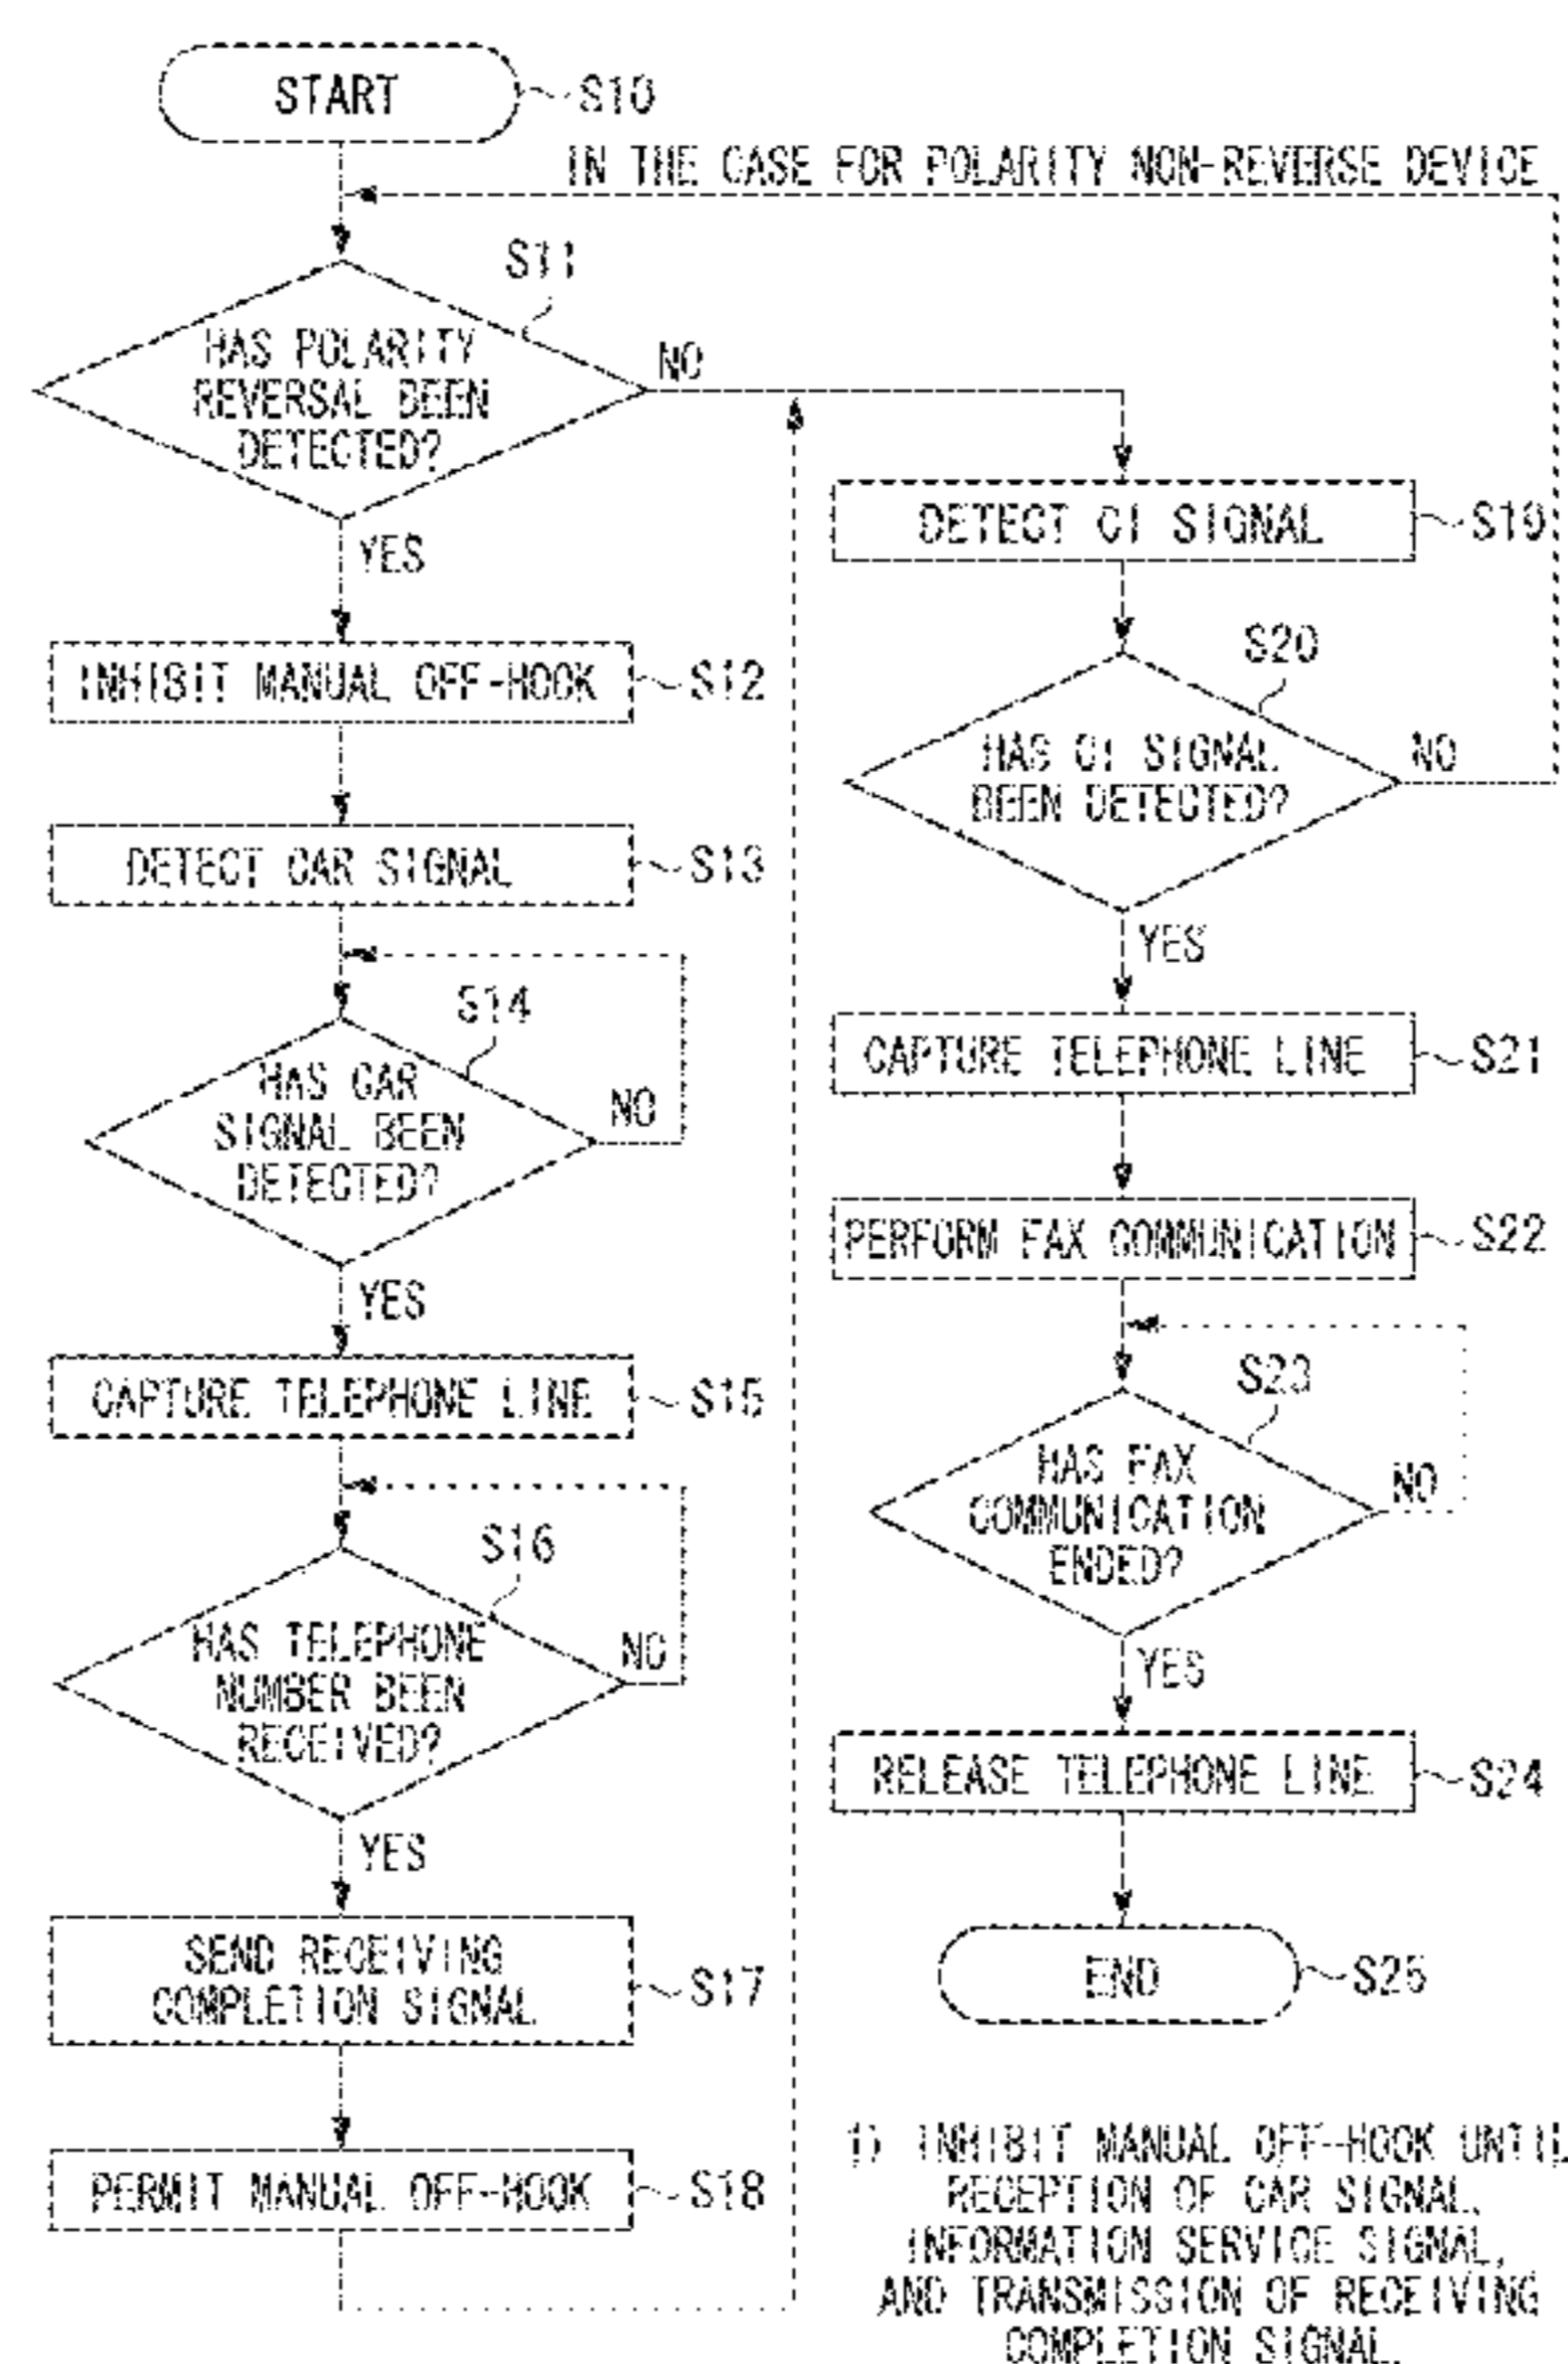 START
S10
IN THE CASE FOR POLARITY NON-REVERSE DEVICE
S11
HAS POLARITY
REVERSAL BEEN
DETECTED?
NO
YES
INHIBIT MANUAL OFF-HOOK
S12
DETECT CAR SIGNAL
S13
S14
HAS CAR
SIGNAL BEEN
DETECTED?
NO
YES
CAPTURE TELEPHONE LINE
S15
S16
HAS TELEPHONE
NUMBER BEEN
RECEIVED?
NO
YES
SEND RECEIVING
COMPLETION SIGNAL
S17
PERMIT MANUAL OFF-HOOK
S18
DETECT CI SIGNAL
S19
S20
HAS CI SIGNAL
BEEN DETECTED?
NO
YES
CAPTURE TELEPHONE LINE
S21
PERFORM FAX COMMUNICATION
S22
S23
HAS FAX
COMMUNICATION
ENDED?
NO
YES
RELEASE TELEPHONE LINE
S24
END
S25
1) INHIBIT MANUAL OFF-HOOK UNTIL
RECEPTION OF CAR SIGNAL,
INFORMATION SERVICE SIGNAL,
AND TRANSMISSION OF RECEIVING
COMPLETION SIGNAL.